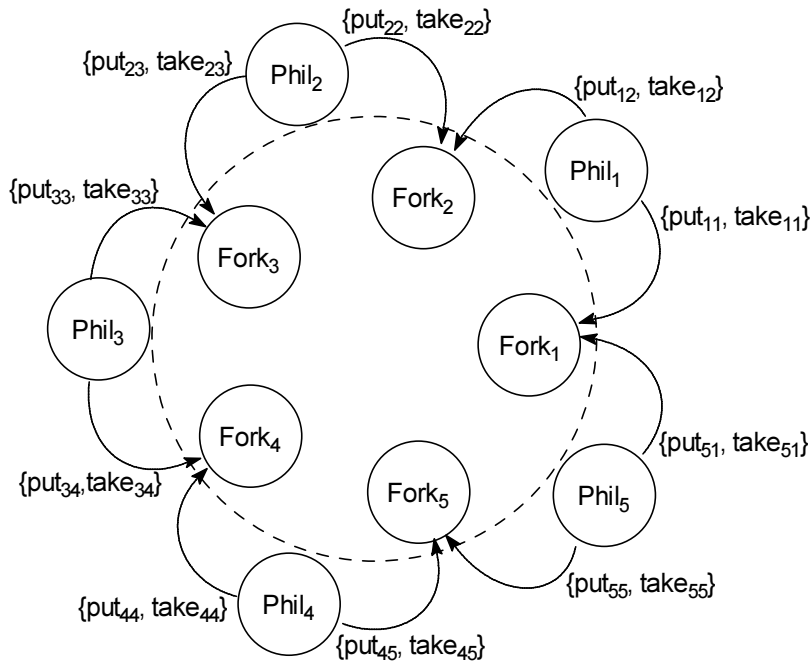 {put₂₂, take₂₂}
{put₂₃, take₂₃}
Phil₂
{put₁₂, take₁₂}
Phil₁
Fork₂
{put₃₃, take₃₃}
{put₁₁, take₁₁}
Fork₃
Phil₃
Fork₁
Fork₄
{put₅₁, take₅₁}
{put₃₄,take₃₄}
Fork₅
Phil₅
{put₅₅, take₅₅}
{put₄₄, take₄₄}
Phil₄
{put₄₅, take₄₅}